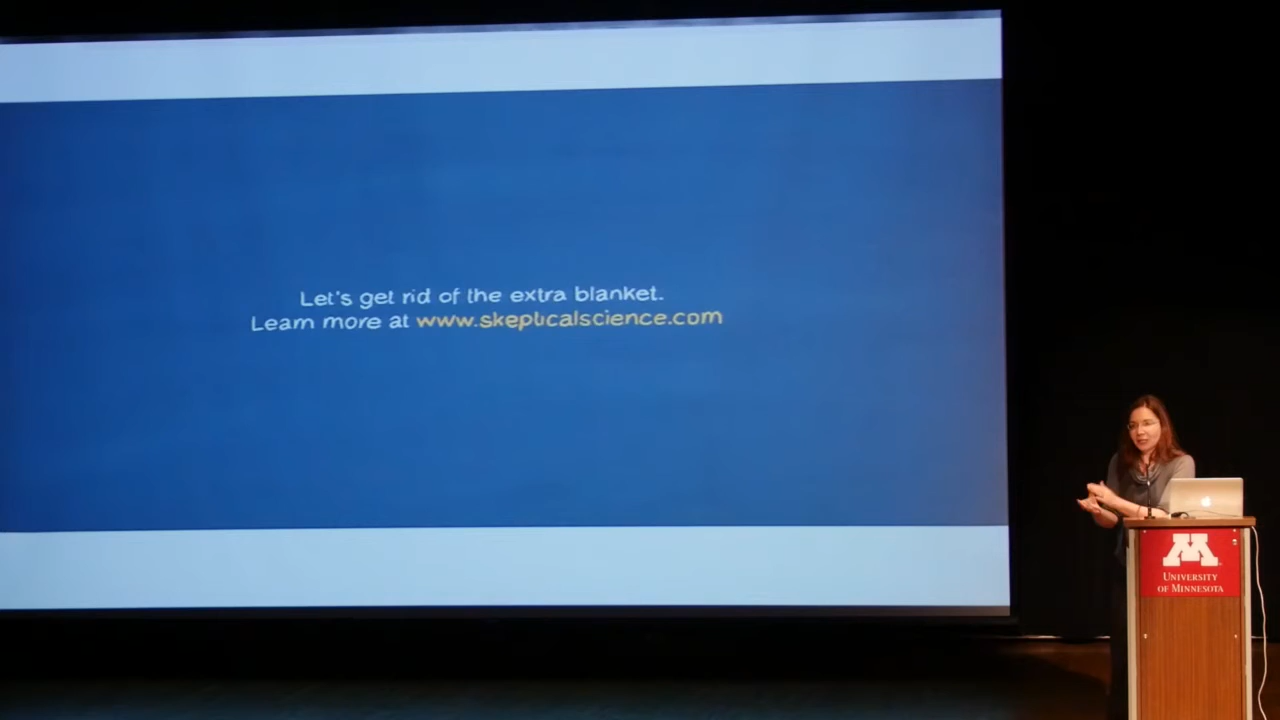 Let's get rid of the extra blanket.
Learn more at www.skepticalscience.com
M
UNIVERSITY
OF MINNESOTA